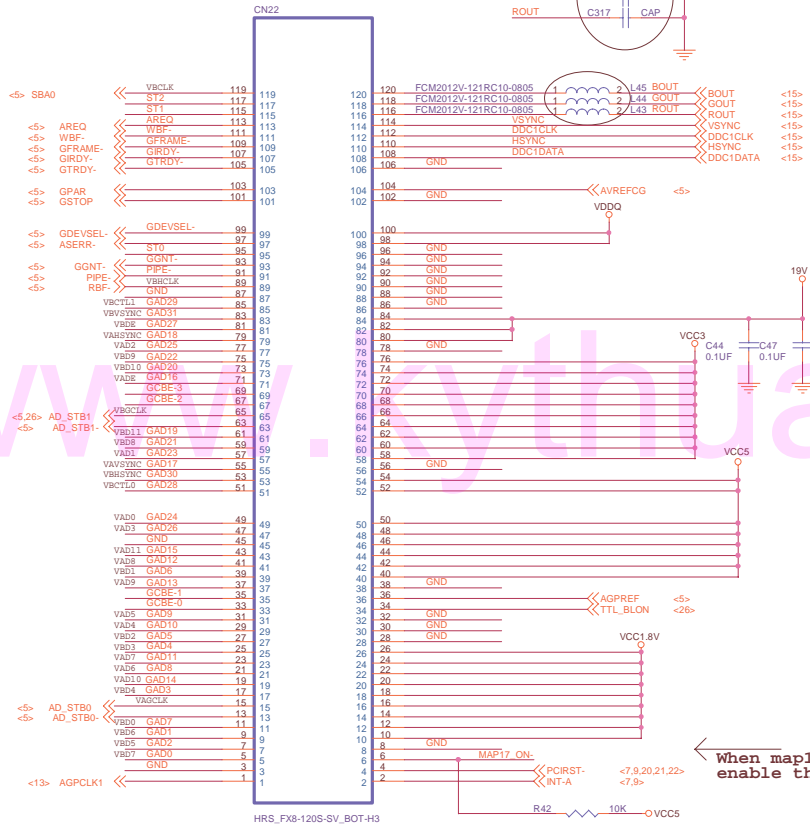 CN22
ROUT C317 CAP
<5> SBA0 VBCLK 119 119 120 120 FCM2012V-121RC10-0805 1 2 L45 BOUT BOUT <15>
ST2 117 117 118 118 FCM2012V-121RC10-0805 1 2 L44 GOUT GOUT <15>
ST1 115 115 116 116 FCM2012V-121RC10-0805 1 2 L43 ROUT ROUT <15>
<5> AREQ AREQ 113 113 114 114 VSYNC VSYNC <15>
<5> WBF- WBF- 111 111 112 112 DDC1CLK DDC1CLK <15>
<5> GFRAME- GFRAME- 109 109 110 110 HSYNC HSYNC <15>
<5> GIRDY- GIRDY- 107 107 108 108 DDC1DATA DDC1DATA <15>
<5> GTRDY- GTRDY- 105 105 106 106 GND
<5> GPAR 103 103 104 104 AVREFCG <5>
<5> GSTOP 101 101 102 102 GND
VDDQ
<5> GDEVSEL- GDEVSEL- 99 99 100 100
<5> ASERR- 97 97 98 98
ST0 95 95 96 96 GND
<5> GGNT- GGNT- 93 93 94 94 GND
<5> PIPE- PIPE- 91 91 92 92 GND
<5> RBF- VBHCLK 89 89 90 90 GND
GND 87 87 88 88 GND
VBCTL1 GAD29 85 85 86 86 GND
19V
VBVSYNC GAD31 83 83 84 84
VBDE GAD27 81 81 82 82
VAHSYNC GAD18 79 79 80 80
VCC3
C44 0.1UF C47 0.1UF
VAD2 GAD25 77 77 78 78 GND
VBD9 GAD22 75 75 76 76
VBD10 GAD20 73 73 74 74
VADE GAD16 71 71 72 72
GCBE-3 69 69 70 70
GCBE-2 67 67 68 68
<5,26> AD_STB1 VBGCLK 65 65 66 66
<5> AD_STB1- 63 63 64 64
VBD11 GAD19 61 61 62 62
VBD8 GAD21 59 59 60 60
VAD1 GAD23 57 57 58 58
VCC5
VAVSYNC GAD17 55 55 56 56 GND
VBHSYNC GAD30 53 53 54 54
VBCTL0 GAD28 51 51 52 52
www.kythua
VAD0 GAD24 49 49 50 50
VAD3 GAD26 47 47 48 48
GND 45 45 46 46
VAD11 GAD15 43 43 44 44
VAD8 GAD12 41 41 42 42
VBD1 GAD6 39 39 40 40
VAD9 GAD13 37 37 38 38 GND
GCBE-1 35 35 36 36 AGPREF <5>
GCBE-0 33 33 34 34 TTL_BLON <26>
VAD5 GAD9 31 31 32 32 GND
VAD4 GAD10 29 29 30 30 GND
VBD2 GAD5 27 27 28 28 GND
VCC1.8V
VBD3 GAD4 25 25 26 26
VAD7 GAD11 23 23 24 24
VAD6 GAD8 21 21 22 22
VAD10 GAD14 19 19 20 20
VBD4 GAD3 17 17 18 18
<5> AD_STB0 VAGCLK 15 15 16 16
<5> AD_STB0- 13 13 14 14
VBD0 GAD7 11 11 12 12
VBD6 GAD1 9 9 10 10
VBD5 GAD2 7 7 8 8 GND
VBD7 GAD0 5 5 6 6 MAP17_ON-
GND 3 3 4 4 PCIRST- <7,9,20,21,22>
<13> AGPCLK1 1 1 2 2 INT-A <7,9>
When map1
enable th
R42 10K VCC5
HRS_FX8-120S-SV_BOT-H3